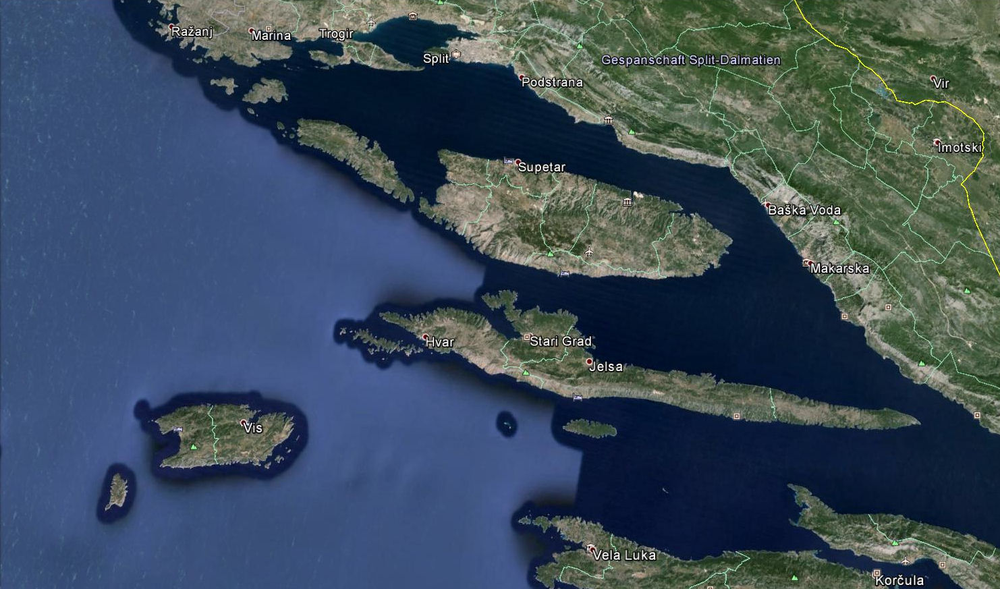 Ražanj
Marina
Trogir
Split
Gespanschaft Split-Dalmatien
Podstrana
Vir
Imotski
Supetar
Baška Voda
Makarska
Hvar
Stari Grad
Jelsa
Vis
Vela Luka
Korčula